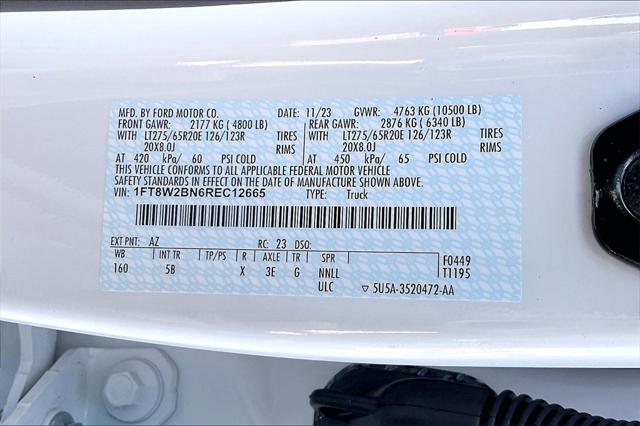 MFD. BY FORD MOTOR CO. DATE: 11/23 GVWR: 4763 KG (10500 LB)
FRONT GAWR: 2177 KG (4800 LB) REAR GAWR: 2876 KG (6340 LB)
WITH LT275/65R20E 126/123R TIRES WITH LT275/65R20E 126/123R TIRES
20X8.0J RIMS 20X8.0J RIMS
AT 420 kPa/ 60 PSI COLD AT 450 kPa/ 65 PSI COLD
THIS VEHICLE CONFORMS TO ALL APPLICABLE FEDERAL MOTOR VEHICLE
SAFETY STANDARDS IN EFFECT ON THE DATE OF MANUFACTURE SHOWN ABOVE.
VIN: 1FT8W2BN6REC12665 TYPE: Truck
EXT PNT: AZ RC: 23 DSO:
WB INT TR TP/PS R AXLE TR SPR F0449
160 5B X 3E G NNLL T1195
ULC ▽ 5U5A-3520472-AA